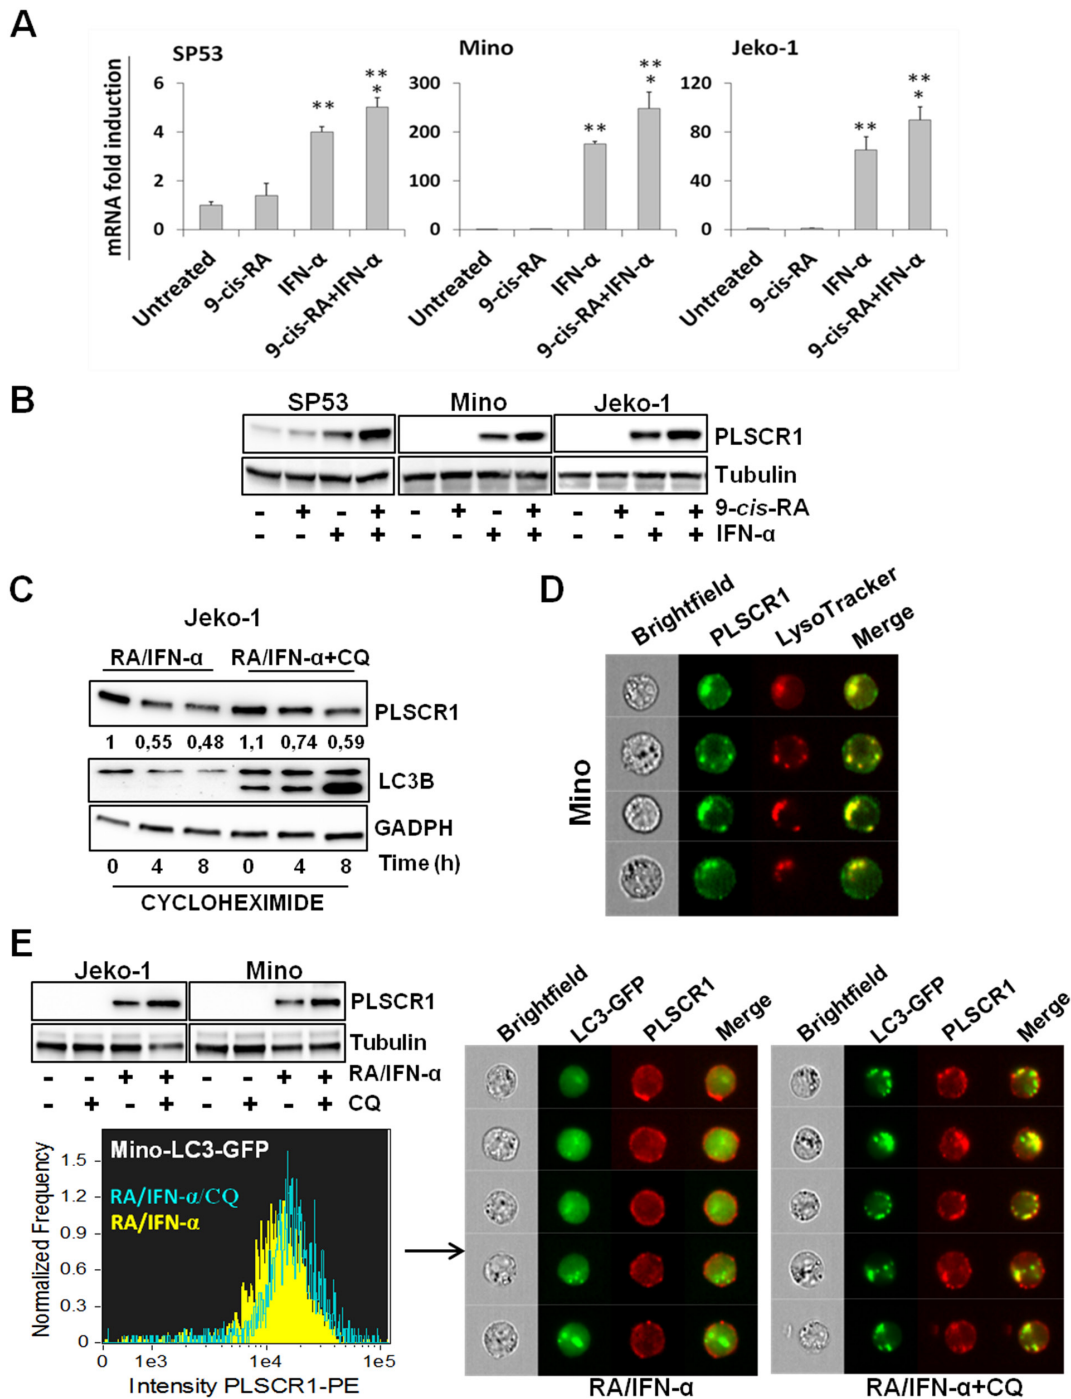 A
SP53
Mino
Jeko-1
mRNA fold induction
6
4
2
0
300
200
100
0
120
80
40
0
** **
*
** **
*
** **
*
Untreated
9-cis-RA
IFN-α
9-cis-RA+IFN-α
Untreated
9-cis-RA
IFN-α
9-cis-RA+IFN-α
Untreated
9-cis-RA
IFN-α
9-cis-RA+IFN-α
B
SP53 Mino Jeko-1
PLSCR1
Tubulin
- + - + - + - + - + - + 9-cis-RA
- - + + - - + + - - + + IFN-α
C
Jeko-1
RA/IFN-α RA/IFN-α+CQ
PLSCR1
1 0,55 0,48 1,1 0,74 0,59
LC3B
GADPH
0 4 8 0 4 8 Time (h)
CYCLOHEXIMIDE
D
Brightfield PLSCR1 LysoTracker Merge
Mino
E
Jeko-1 Mino
PLSCR1
Tubulin
- - + + - - + + RA/IFN-α
- + - + - + - + CQ
Mino-LC3-GFP
RA/IFN-α/CQ
RA/IFN-α
Normalized Frequency
1.5
1.2
0.9
0.6
0.3
0
0 1e3 1e4 1e5
Intensity PLSCR1-PE
Brightfield LC3-GFP PLSCR1 Merge
RA/IFN-α
Brightfield LC3-GFP PLSCR1 Merge
RA/IFN-α+CQ